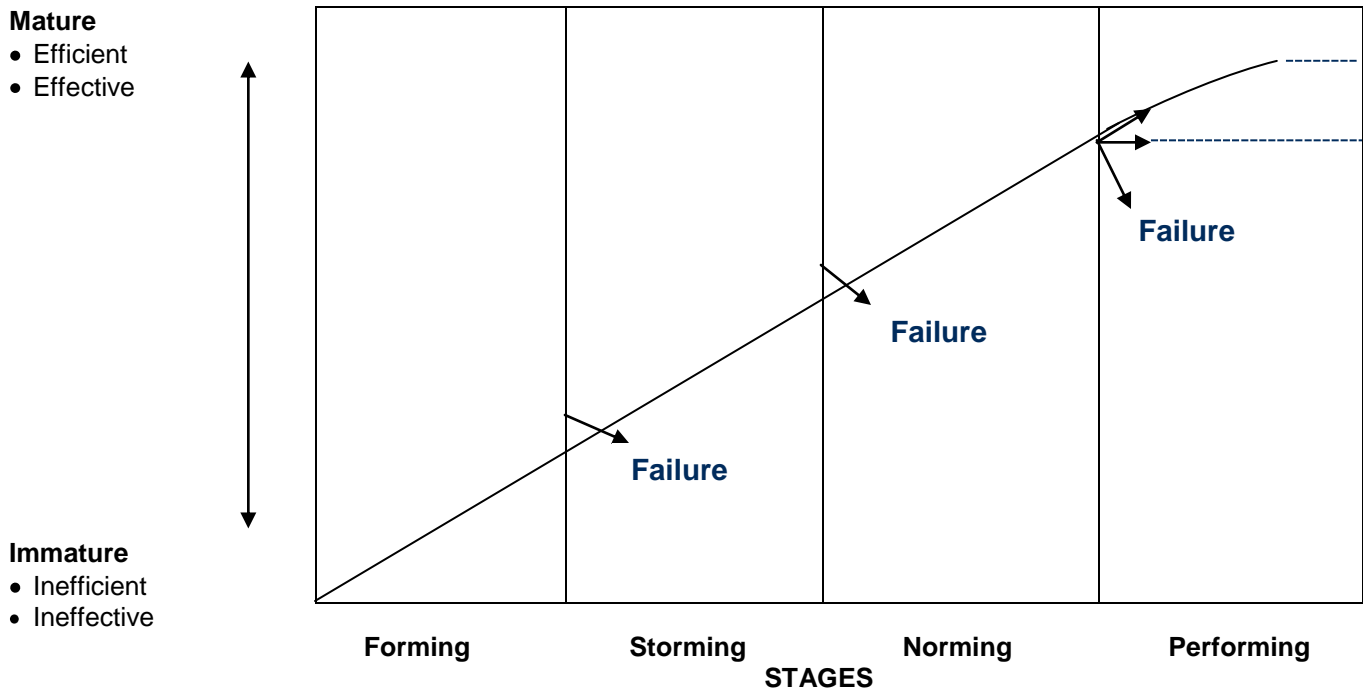 Mature
• Efficient
• Effective
Failure
Failure
Failure
Immature
• Inefficient
• Ineffective
Forming Storming Norming Performing
STAGES